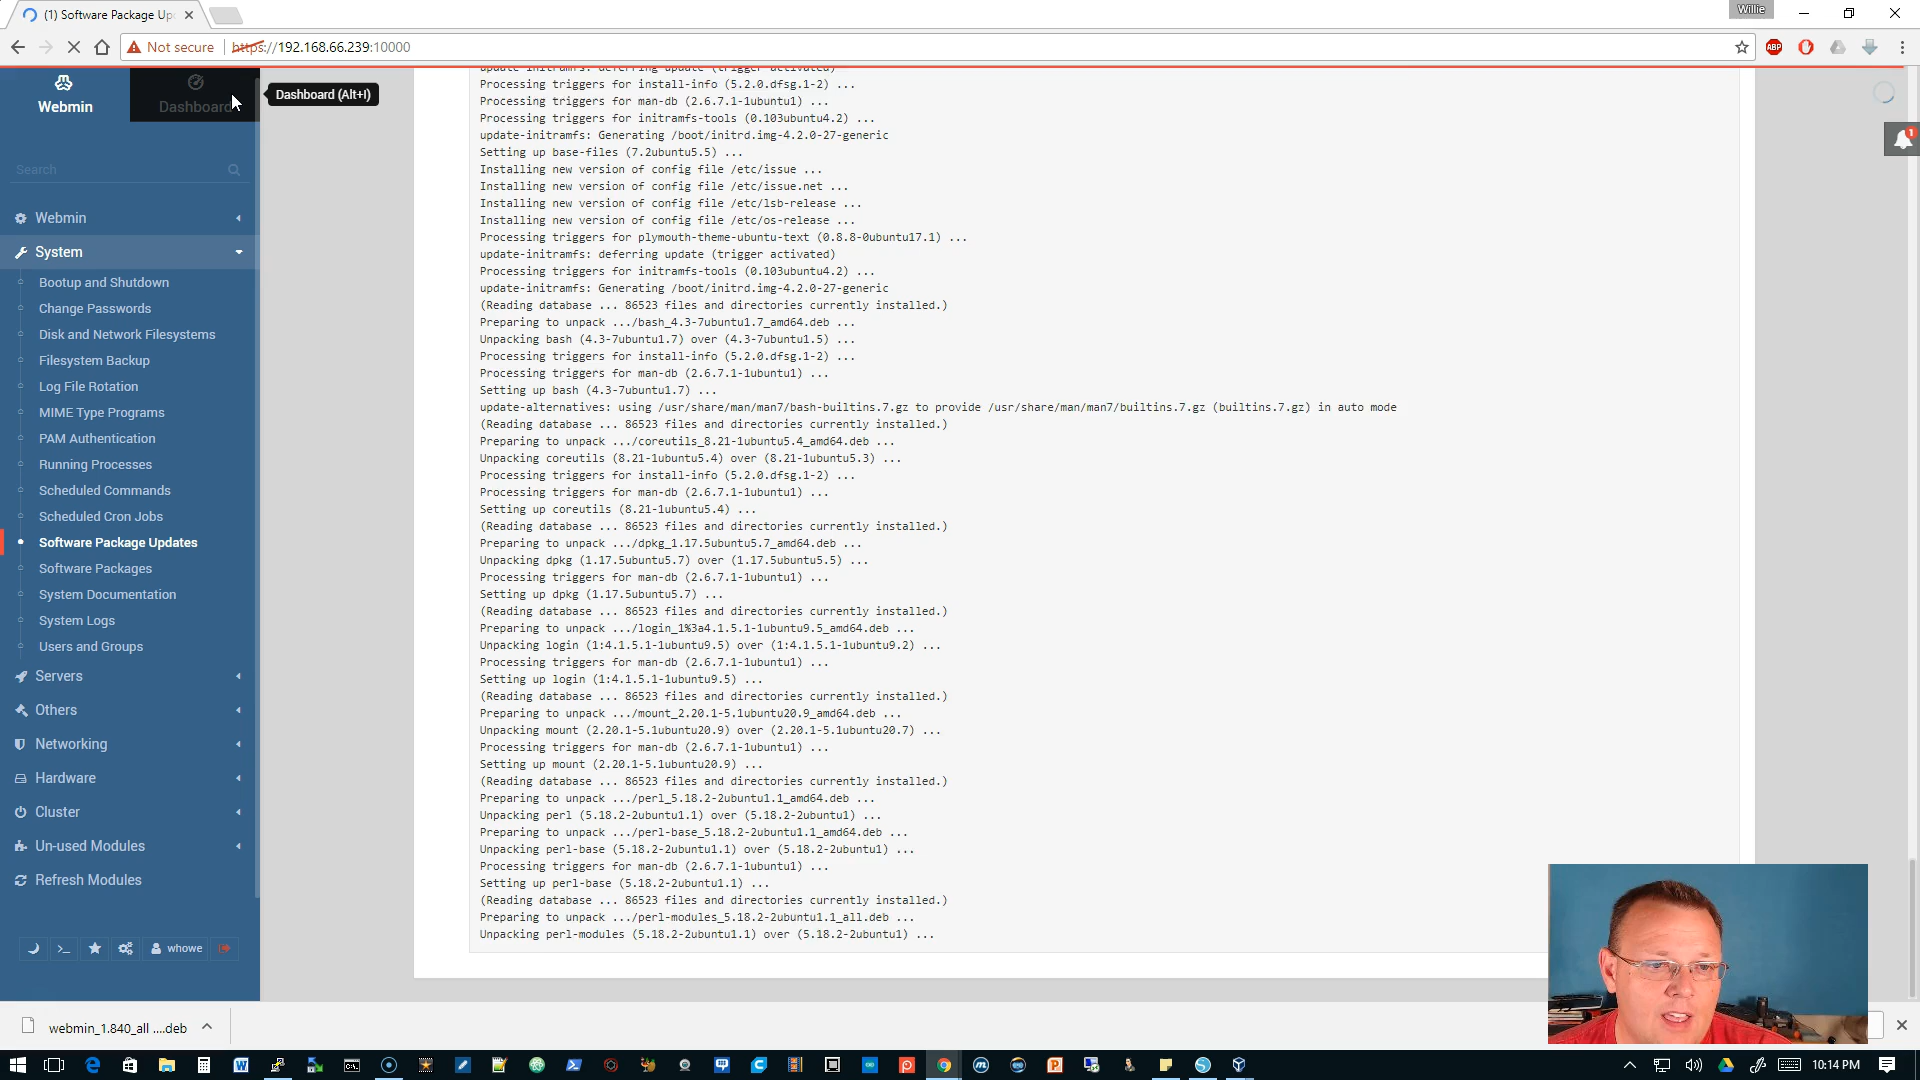 (1) Software Package Up
Willie
Not secure
https://192.168.66.239:10000
Webmin
Dashboard
Dashboard (Alt+I)
Search
Webmin
System
Bootup and Shutdown
Change Passwords
Disk and Network Filesystems
Filesystem Backup
Log File Rotation
MIME Type Programs
PAM Authentication
Running Processes
Scheduled Commands
Scheduled Cron Jobs
Software Package Updates
Software Packages
System Documentation
System Logs
Users and Groups
Servers
Others
Networking
Hardware
Cluster
Un-used Modules
Refresh Modules
whowe
update-initramfs: deferring update (trigger activated)
Processing triggers for install-info (5.2.0.dfsg.1-2) ...
Processing triggers for man-db (2.6.7.1-1ubuntu1) ...
Processing triggers for initramfs-tools (0.103ubuntu4.2) ...
update-initramfs: Generating /boot/initrd.img-4.2.0-27-generic
Setting up base-files (7.2ubuntu5.5) ...
Installing new version of config file /etc/issue ...
Installing new version of config file /etc/issue.net ...
Installing new version of config file /etc/lsb-release ...
Installing new version of config file /etc/os-release ...
Processing triggers for plymouth-theme-ubuntu-text (0.8.8-0ubuntu17.1) ...
update-initramfs: deferring update (trigger activated)
Processing triggers for initramfs-tools (0.103ubuntu4.2) ...
update-initramfs: Generating /boot/initrd.img-4.2.0-27-generic
(Reading database ... 86523 files and directories currently installed.)
Preparing to unpack .../bash_4.3-7ubuntu1.7_amd64.deb ...
Unpacking bash (4.3-7ubuntu1.7) over (4.3-7ubuntu1.5) ...
Processing triggers for install-info (5.2.0.dfsg.1-2) ...
Processing triggers for man-db (2.6.7.1-1ubuntu1) ...
Setting up bash (4.3-7ubuntu1.7) ...
update-alternatives: using /usr/share/man/man7/bash-builtins.7.gz to provide /usr/share/man/man7/builtins.7.gz (builtins.7.gz) in auto mode
(Reading database ... 86523 files and directories currently installed.)
Preparing to unpack .../coreutils_8.21-1ubuntu5.4_amd64.deb ...
Unpacking coreutils (8.21-1ubuntu5.4) over (8.21-1ubuntu5.3) ...
Processing triggers for install-info (5.2.0.dfsg.1-2) ...
Processing triggers for man-db (2.6.7.1-1ubuntu1) ...
Setting up coreutils (8.21-1ubuntu5.4) ...
(Reading database ... 86523 files and directories currently installed.)
Preparing to unpack .../dpkg_1.17.5ubuntu5.7_amd64.deb ...
Unpacking dpkg (1.17.5ubuntu5.7) over (1.17.5ubuntu5.5) ...
Processing triggers for man-db (2.6.7.1-1ubuntu1) ...
Setting up dpkg (1.17.5ubuntu5.7) ...
(Reading database ... 86523 files and directories currently installed.)
Preparing to unpack .../login_1%3a4.1.5.1-1ubuntu9.5_amd64.deb ...
Unpacking login (1:4.1.5.1-1ubuntu9.5) over (1:4.1.5.1-1ubuntu9.2) ...
Processing triggers for man-db (2.6.7.1-1ubuntu1) ...
Setting up login (1:4.1.5.1-1ubuntu9.5) ...
(Reading database ... 86523 files and directories currently installed.)
Preparing to unpack .../mount_2.20.1-5.1ubuntu20.9_amd64.deb ...
Unpacking mount (2.20.1-5.1ubuntu20.9) over (2.20.1-5.1ubuntu20.7) ...
Processing triggers for man-db (2.6.7.1-1ubuntu1) ...
Setting up mount (2.20.1-5.1ubuntu20.9) ...
(Reading database ... 86523 files and directories currently installed.)
Preparing to unpack .../perl_5.18.2-2ubuntu1.1_amd64.deb ...
Unpacking perl (5.18.2-2ubuntu1.1) over (5.18.2-2ubuntu1) ...
Preparing to unpack .../perl-base_5.18.2-2ubuntu1.1_amd64.deb ...
Unpacking perl-base (5.18.2-2ubuntu1.1) over (5.18.2-2ubuntu1) ...
Processing triggers for man-db (2.6.7.1-1ubuntu1) ...
Setting up perl-base (5.18.2-2ubuntu1.1) ...
(Reading database ... 86523 files and directories currently installed.)
Preparing to unpack .../perl-modules_5.18.2-2ubuntu1.1_all.deb ...
Unpacking perl-modules (5.18.2-2ubuntu1.1) over (5.18.2-2ubuntu1) ...
1
webmin_1.840_all ....deb
10:14 PM